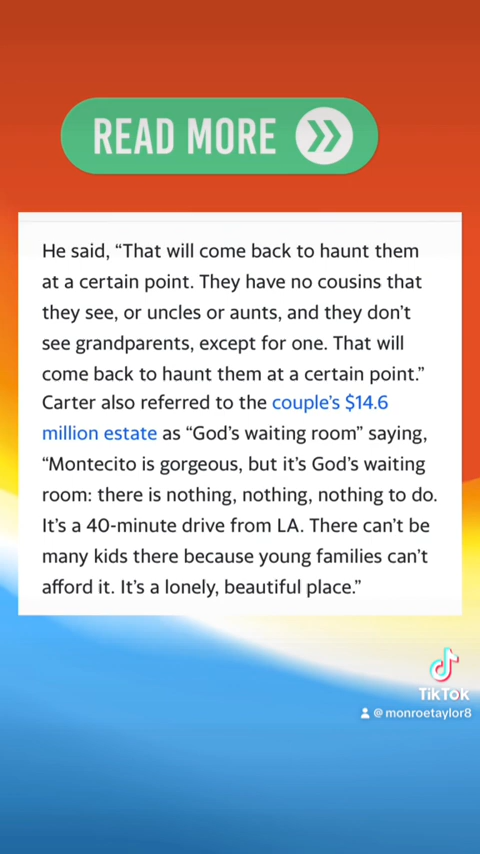 READ MORE
He said, “That will come back to haunt them
at a certain point. They have no cousins that
they see, or uncles or aunts, and they don’t
see grandparents, except for one. That will
come back to haunt them at a certain point.”
Carter also referred to the couple’s $14.6
million estate as “God’s waiting room” saying,
“Montecito is gorgeous, but it’s God’s waiting
room: there is nothing, nothing, nothing to do.
It’s a 40-minute drive from LA. There can’t be
many kids there because young families can’t
afford it. It’s a lonely, beautiful place.”
TikTok
@monroetaylor8